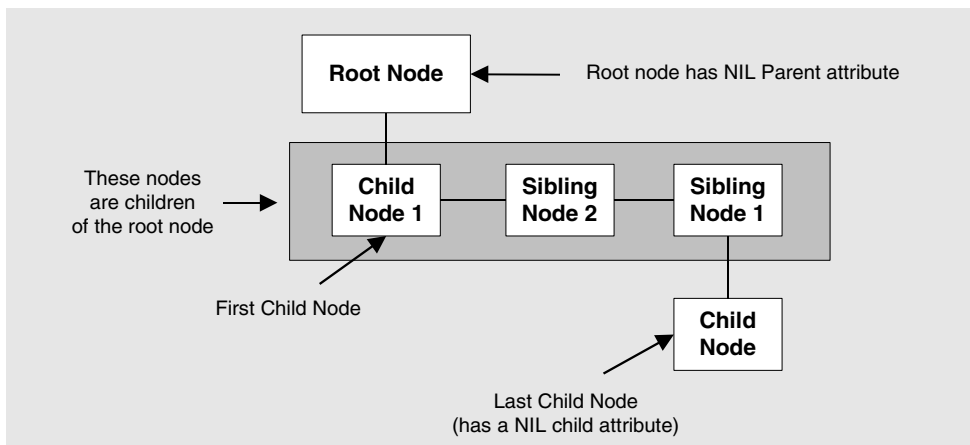 Root Node
Root node has NIL Parent attribute
These nodes
are children
of the root node
Child
Node 1
Sibling
Node 2
Sibling
Node 1
First Child Node
Child
Node
Last Child Node
(has a NIL child attribute)